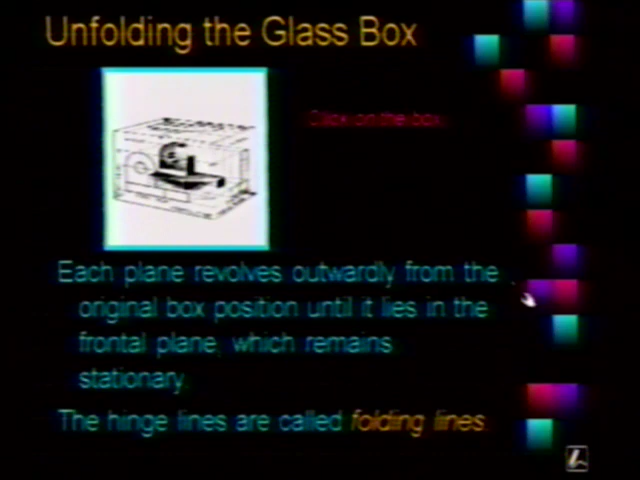 Unfolding the Glass Box
Click on the box
Each plane revolves outwardly from the
original box position until it lies in the
frontal plane, which remains
stationary.
The hinge lines are called folding lines.